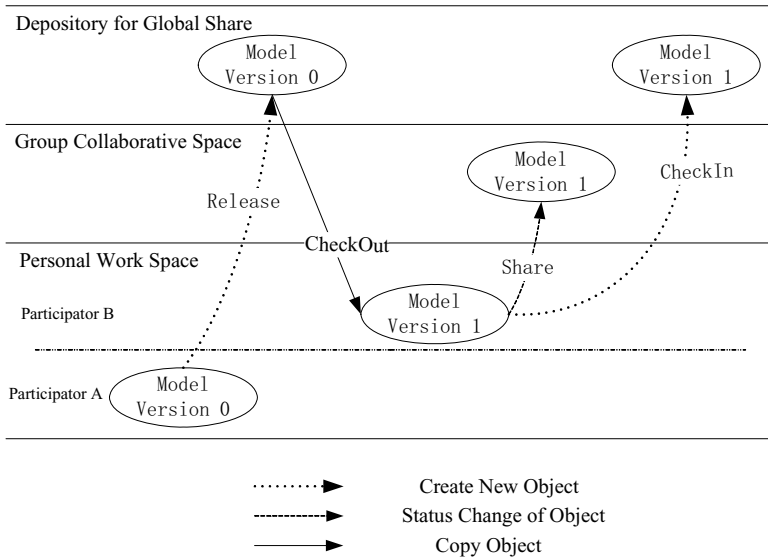 Depository for Global Share
Model
Version 0
Model
Version 1
Group Collaborative Space
Model
Version 1
CheckIn
Release
CheckOut
Personal Work Space
Share
Participator B
Model
Version 1
Participator A
Model
Version 0
Create New Object
Status Change of Object
Copy Object